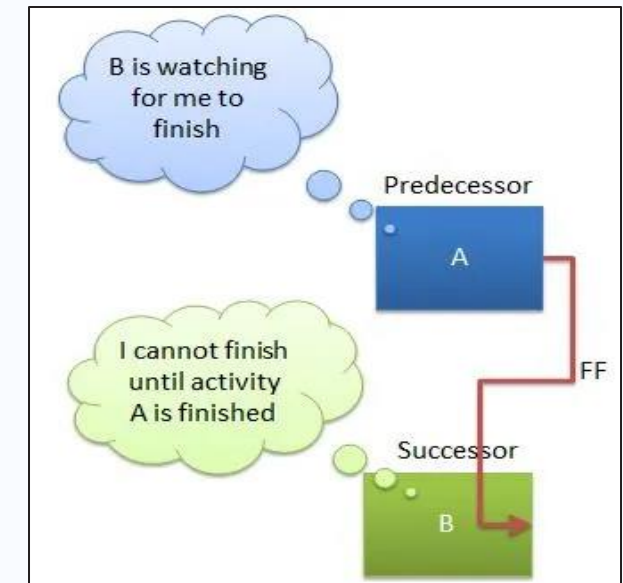 B is watching
for me to
finish
Predecessor
A
I cannot finish
until activity
A is finished
FF
Successor
B